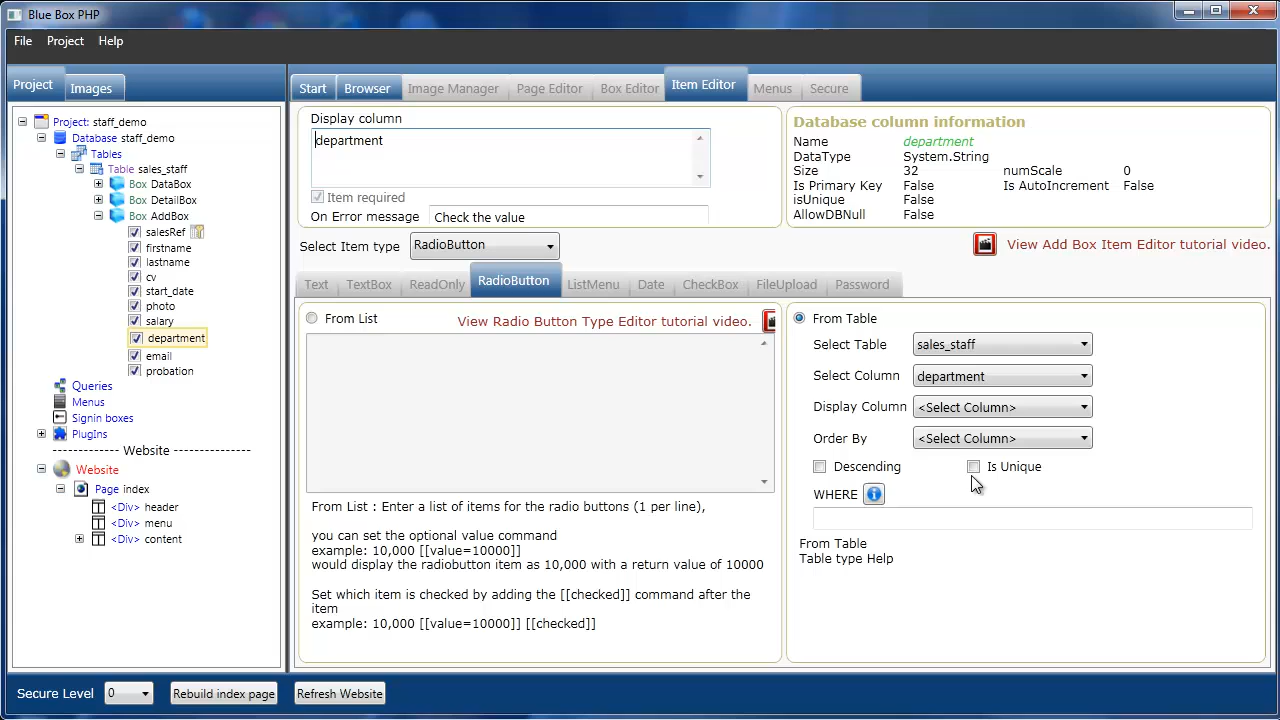 Blue Box PHP
File Project Help
Project Images
Start Browser Image Manager Page Editor Box Editor Item Editor Menus Secure
Project: staff_demo
Database staff_demo
Tables
Table sales_staff
Box DataBox
Box DetailBox
Box AddBox
salesRef
firstname
lastname
cv
start_date
photo
salary
department
email
probation
Queries
Menus
Signin boxes
PlugIns
------------ Website ---------------
Website
Page index
<Div> header
<Div> menu
<Div> content
Display column
department
Item required
On Error message Check the value
Database column information
Name department
DataType System.String
Size 32 numScale 0
Is Primary Key False Is AutoIncrement False
isUnique False
AllowDBNull False
Select Item type RadioButton
View Add Box Item Editor tutorial video.
Text TextBox ReadOnly RadioButton ListMenu Date CheckBox FileUpload Password
From List View Radio Button Type Editor tutorial video.
From List : Enter a list of items for the radio buttons (1 per line),
you can set the optional value command
example: 10,000 [[value=10000]]
would display the radiobutton item as 10,000 with a return value of 10000
Set which item is checked by adding the [[checked]] command after the
item
example: 10,000 [[value=10000]] [[checked]]
From Table
Select Table sales_staff
Select Column department
Display Column <Select Column>
Order By <Select Column>
Descending Is Unique
WHERE
From Table
Table type Help
Secure Level 0 Rebuild index page Refresh Website